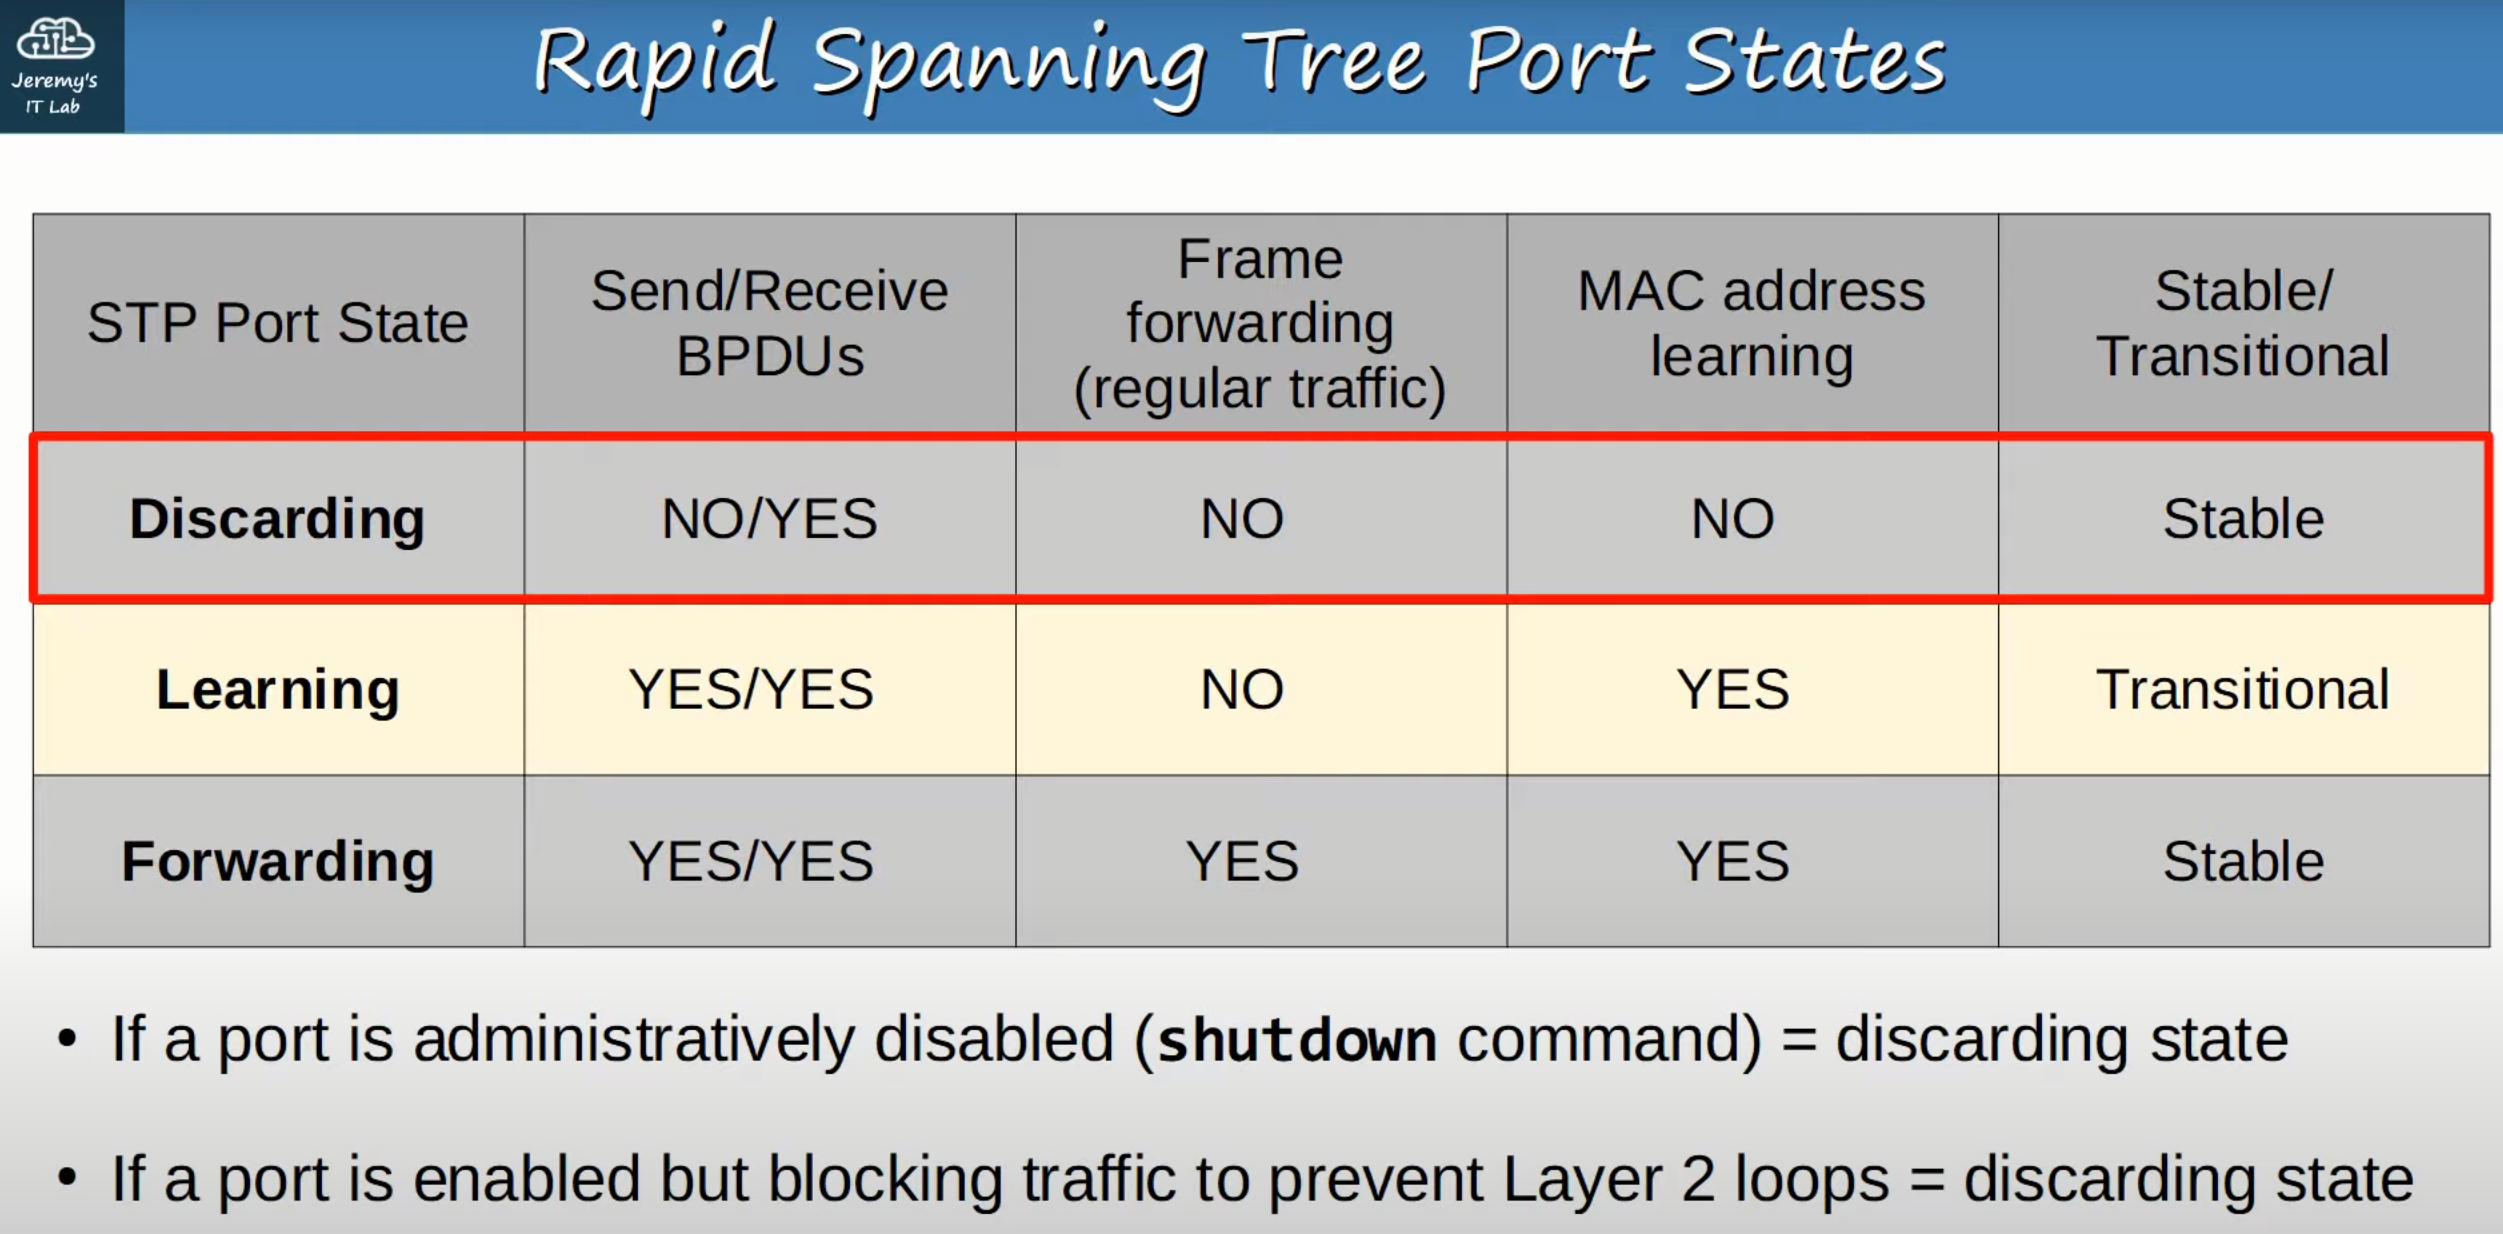 Jeremy's
IT Lab
Rapid Spanning Tree Port States
STP Port State
Send/Receive
BPDUs
Frame
forwarding
(regular traffic)
MAC address
learning
Stable/
Transitional
Discarding
NO/YES
NO
NO
Stable
Learning
YES/YES
NO
YES
Transitional
Forwarding
YES/YES
YES
YES
Stable
• If a port is administratively disabled (shutdown command) = discarding state
• If a port is enabled but blocking traffic to prevent Layer 2 loops = discarding state